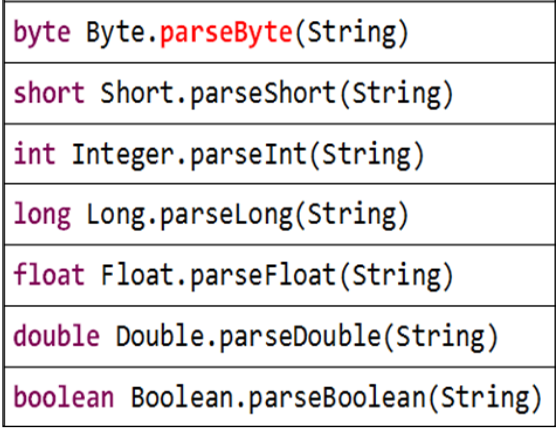 byte Byte.parseByte(String)
short Short.parseShort(String)
int Integer.parseInt(String)
long Long.parseLong(String)
float Float.parseFloat(String)
double Double.parseDouble(String)
boolean Boolean.parseBoolean(String)